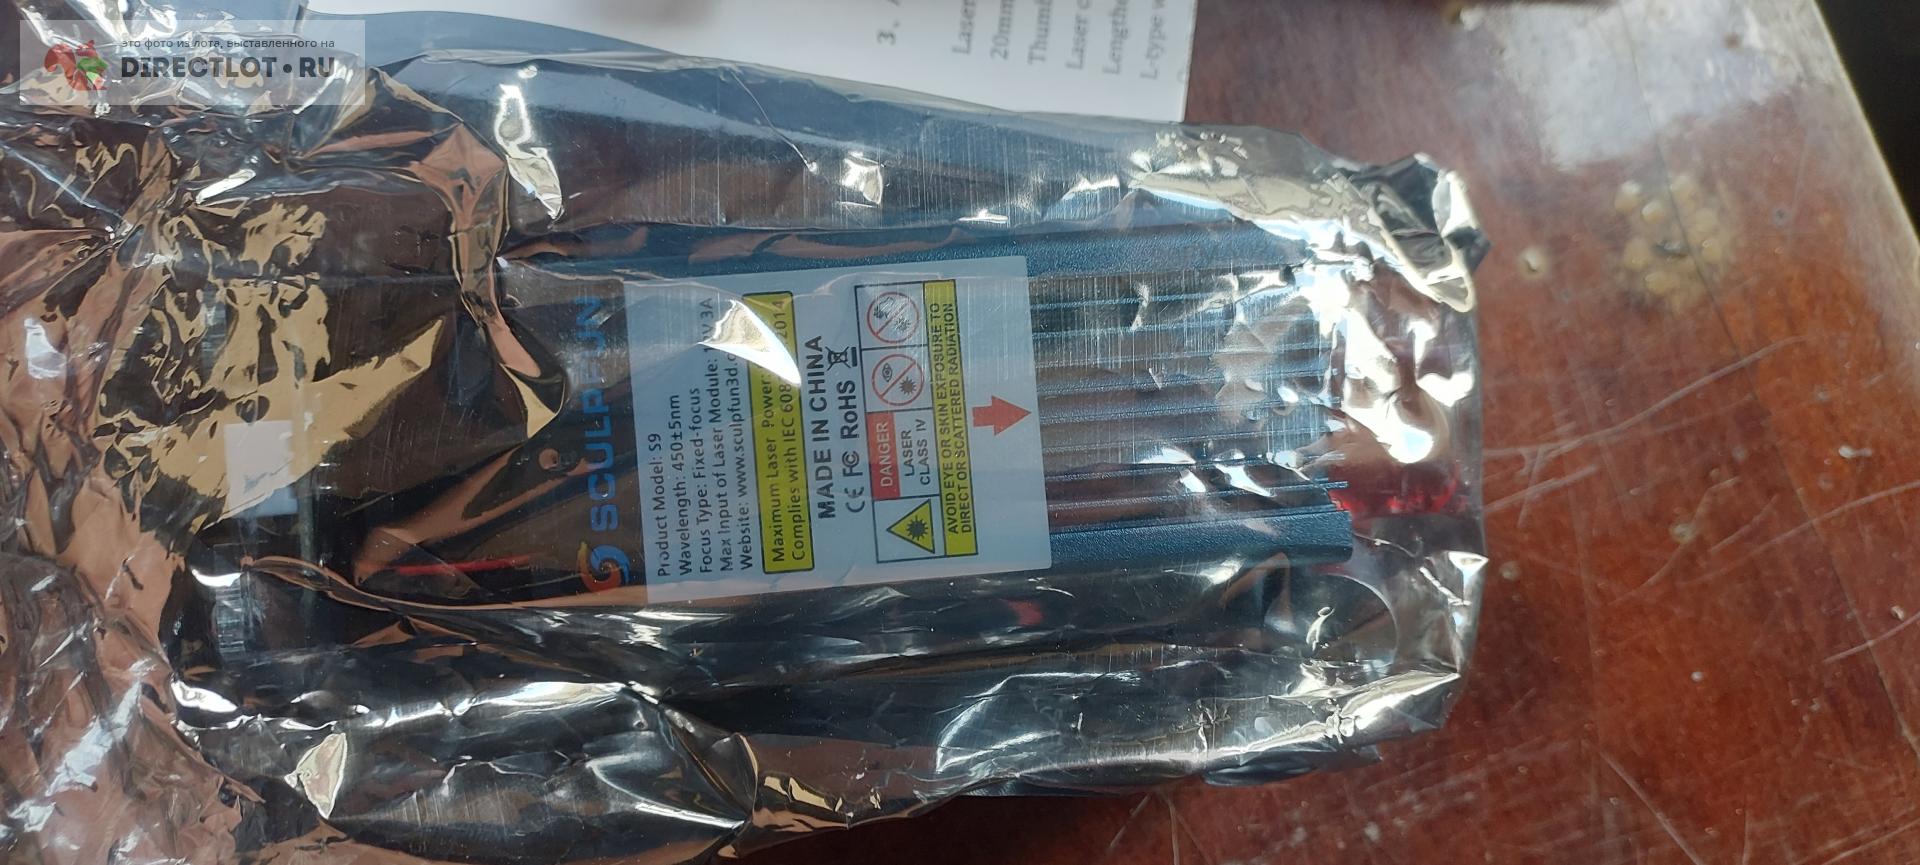 это фото из лота, выставленного на
DIRECTLOT•RU
3.
Laser
20mm
Laser
L-type
SCULPFUN
Product Model: S9
Wavelength: 450±5nm
Focus Type: Fixed-focus
Max Input of Laser Module: V 3A
Website: www.sculpfun3d.
Maximum Laser Power:
Complies with IEC 2014
MADE IN CHINA
CE FC RoHS
DANGER
LASER
CLASS IV
AVOID EYE OR SKIN EXPOSURE TO
DIRECT OR SCATTERED RADIATION